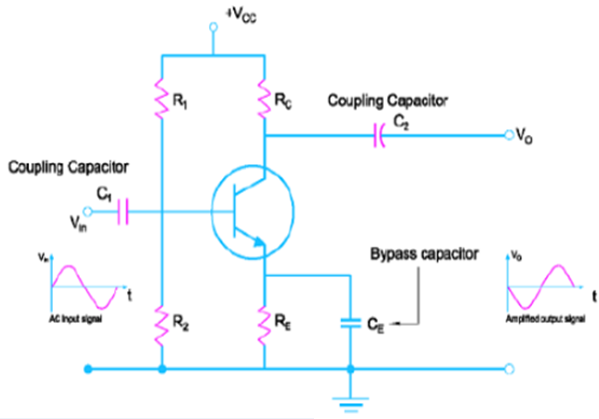 +VCC
R1
RC
Coupling Capacitor
C2
VO
Coupling Capacitor
C1
Vin
Bypass capacitor
Vin
t
AC Input signal
R2
RE
CE
VO
t
Amplified output signal